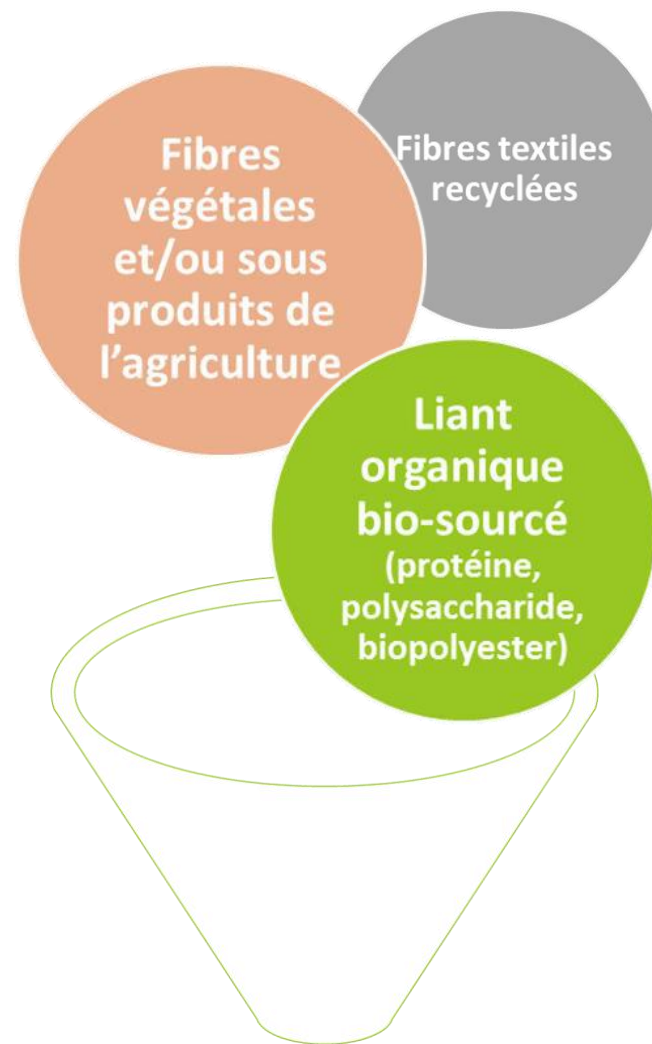 Fibres
végétales
et/ou sous
produits de
l’agriculture
Fibres textiles
recyclées
Liant
organique
bio-sourcé
(protéine,
polysaccharide,
biopolyester)